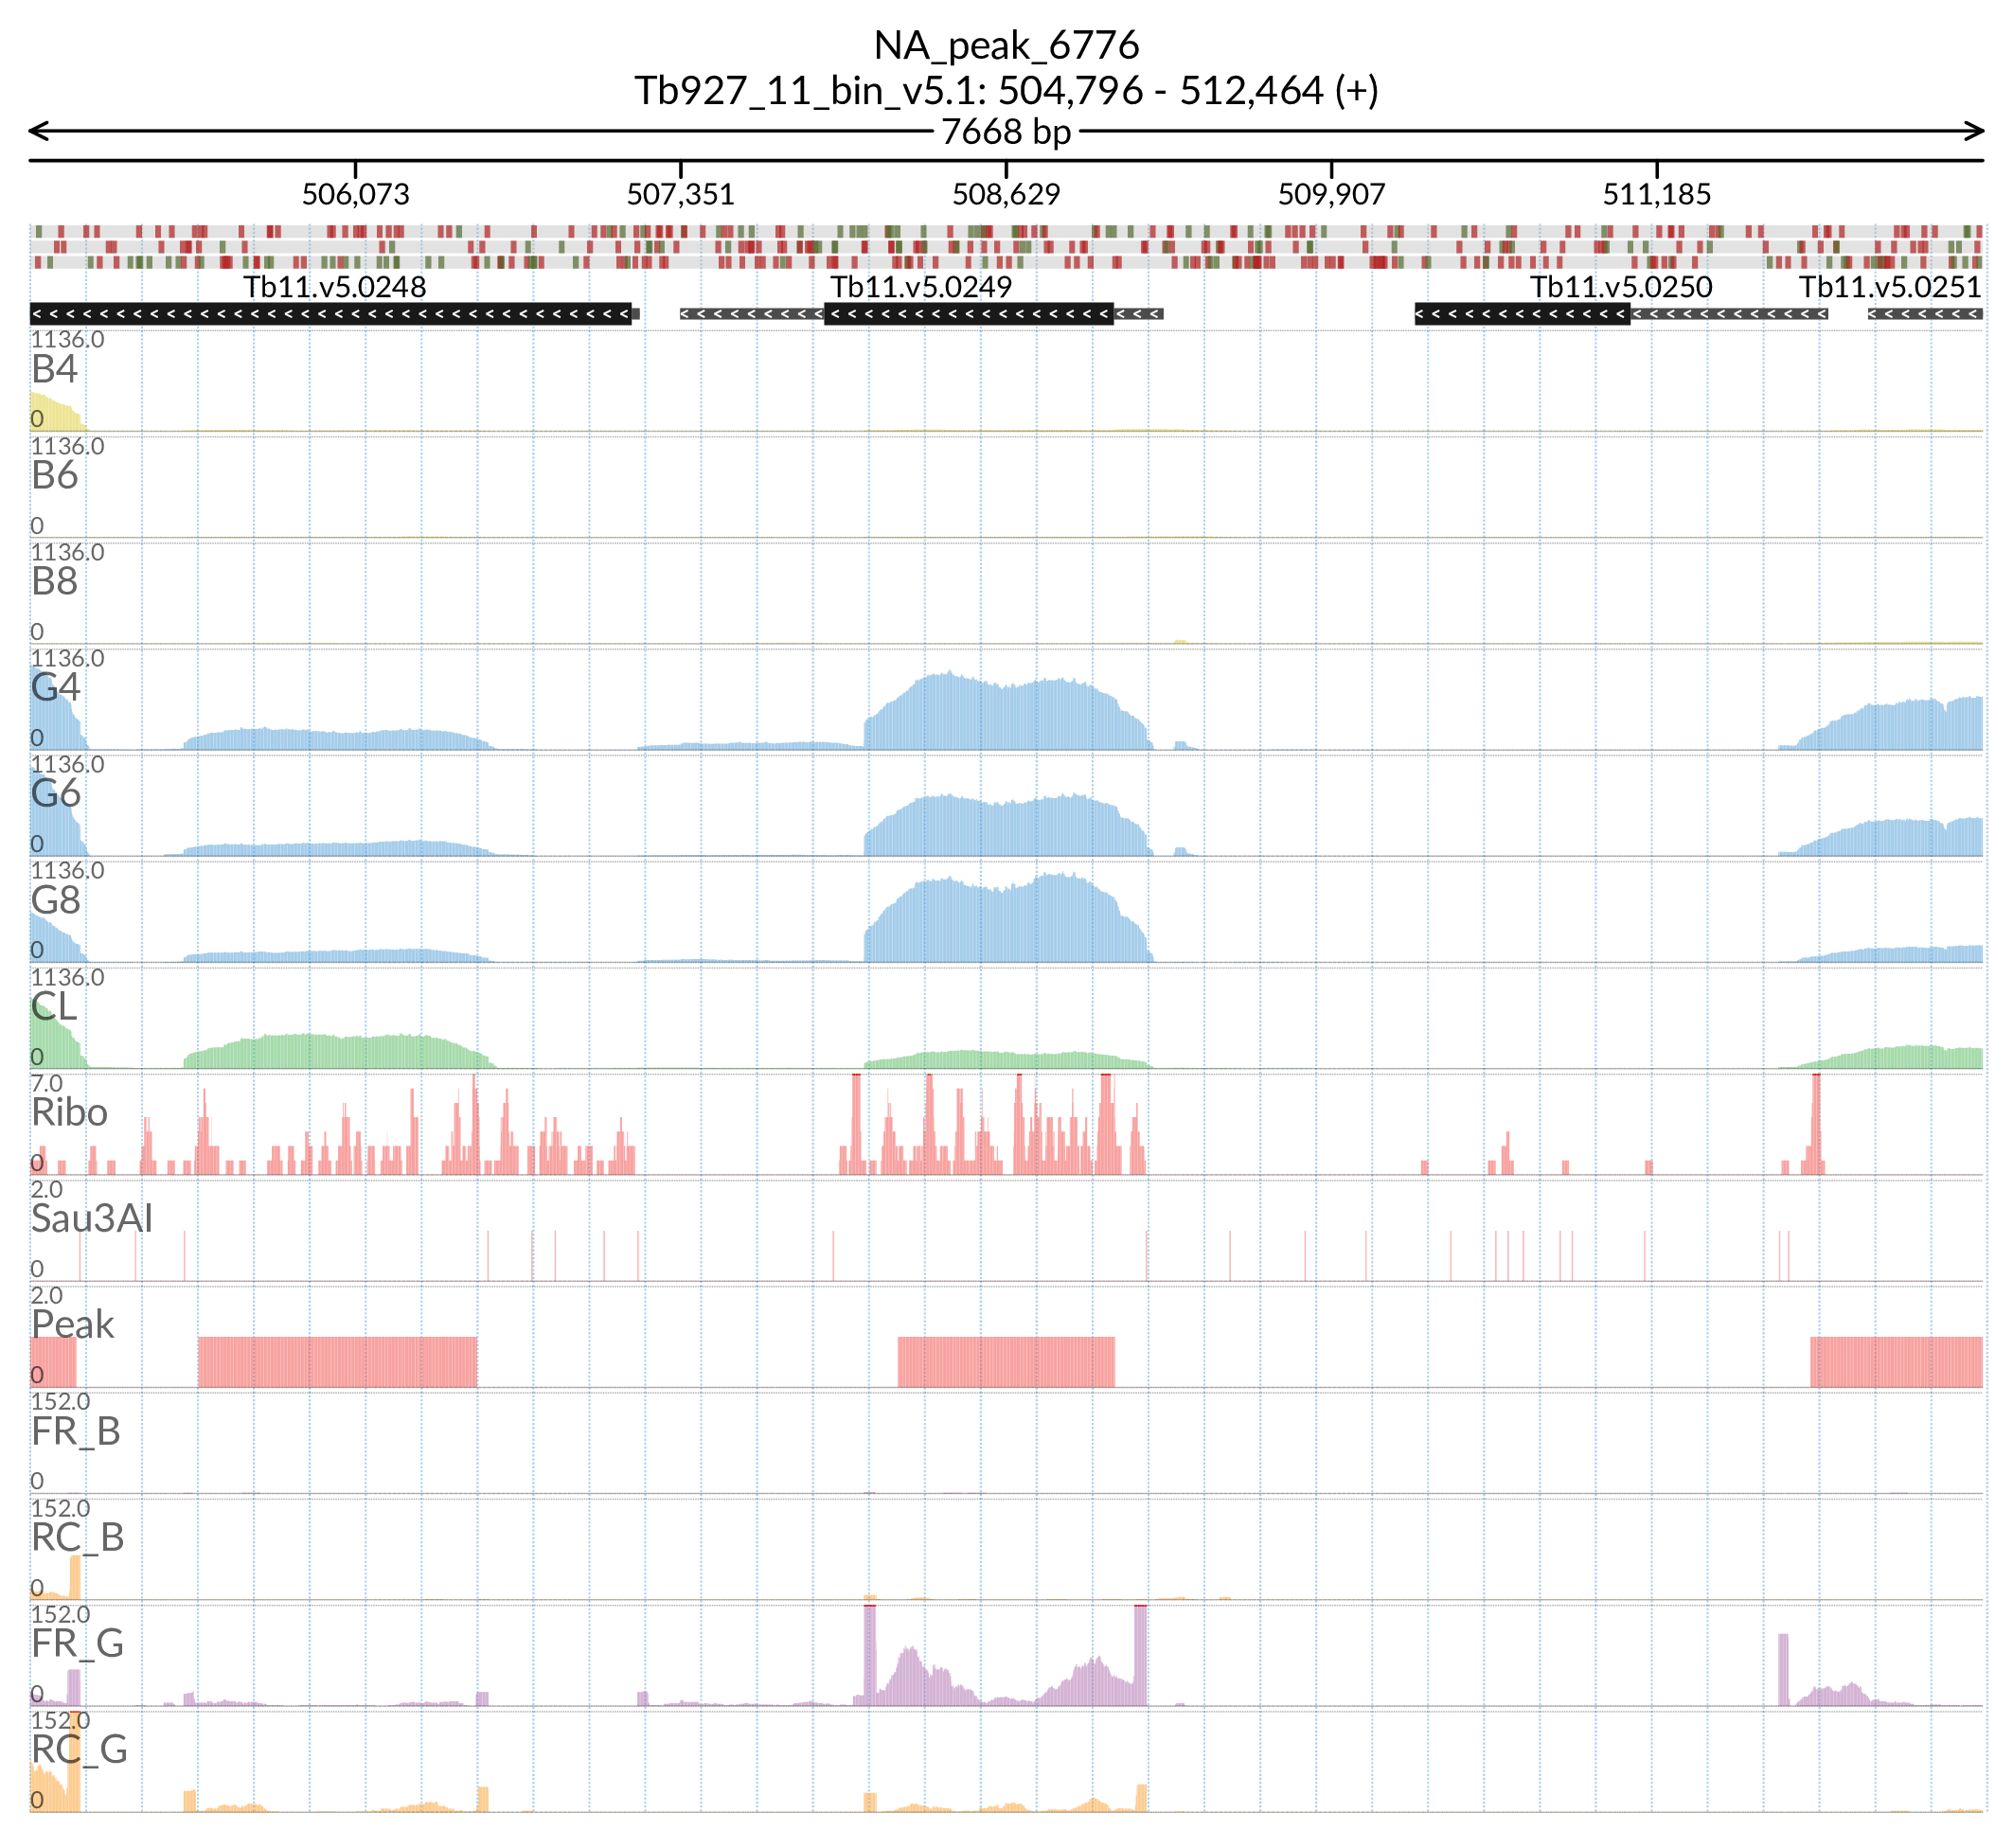 NA_peak_6776
Tb927_11_bin_v5.1: 504,796 - 512,464 (+)
7668 bp
506,073 507,351 508,629 509,907 511,185
Tb11.v5.0248 Tb11.v5.0249 Tb11.v5.0250 Tb11.v5.0251
1136.0
B4
0
1136.0
B6
0
1136.0
B8
0
1136.0
G4
0
1136.0
G6
0
1136.0
G8
0
1136.0
CL
0
7.0
Ribo
0
2.0
Sau3AI
0
2.0
Peak
0
152.0
FR_B
0
152.0
RC_B
0
152.0
FR_G
0
152.0
RC_G
0